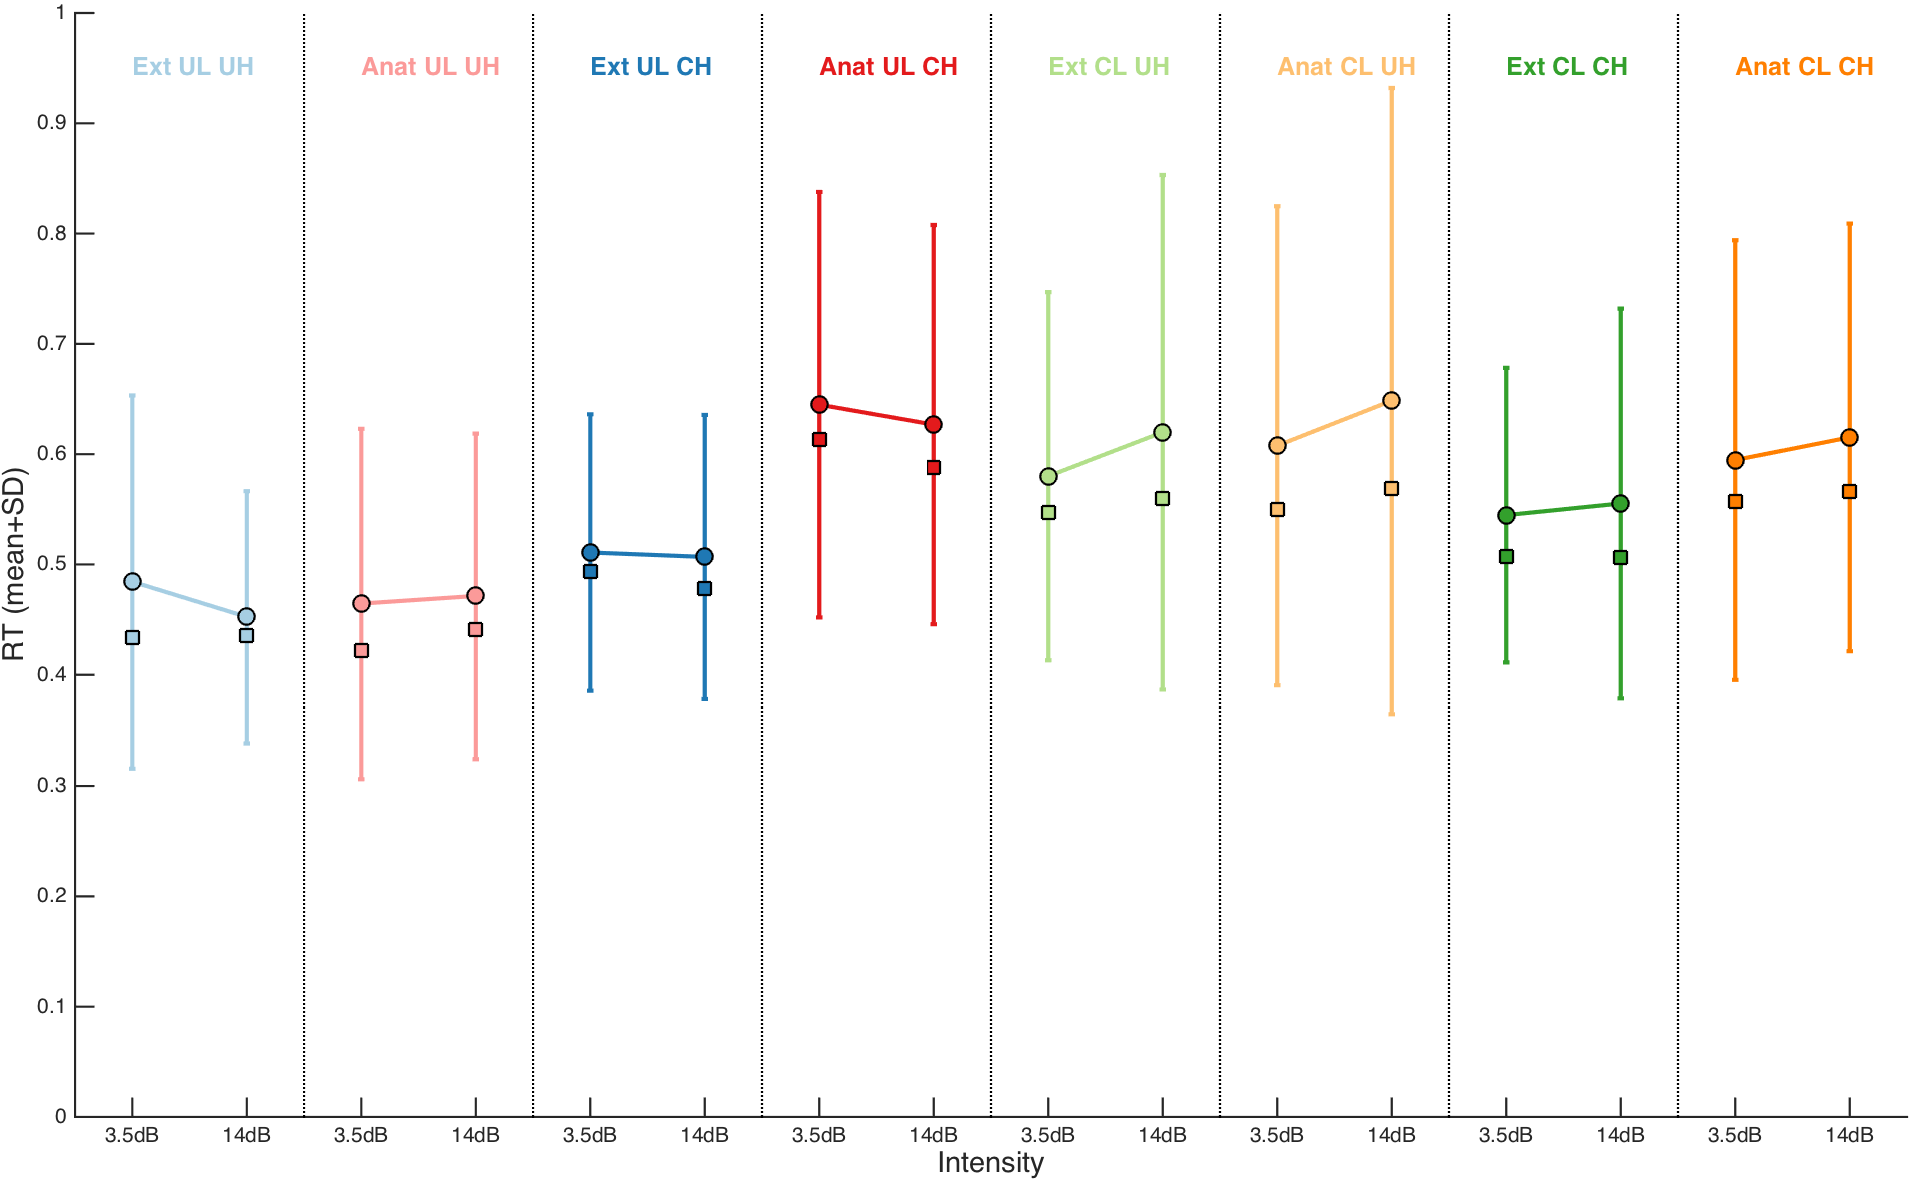 1
Ext UL UH Anat UL UH Ext UL CH Anat UL CH Ext CL UH Anat CL UH Ext CL CH Anat CL CH
0.9
0.8
0.7
0.6
0.5
0.4
0.3
0.2
0.1
0
RT (mean+SD)
3.5dB 14dB 3.5dB 14dB 3.5dB 14dB 3.5dB 14dB 3.5dB 14dB 3.5dB 14dB 3.5dB 14dB 3.5dB 14dB
Intensity